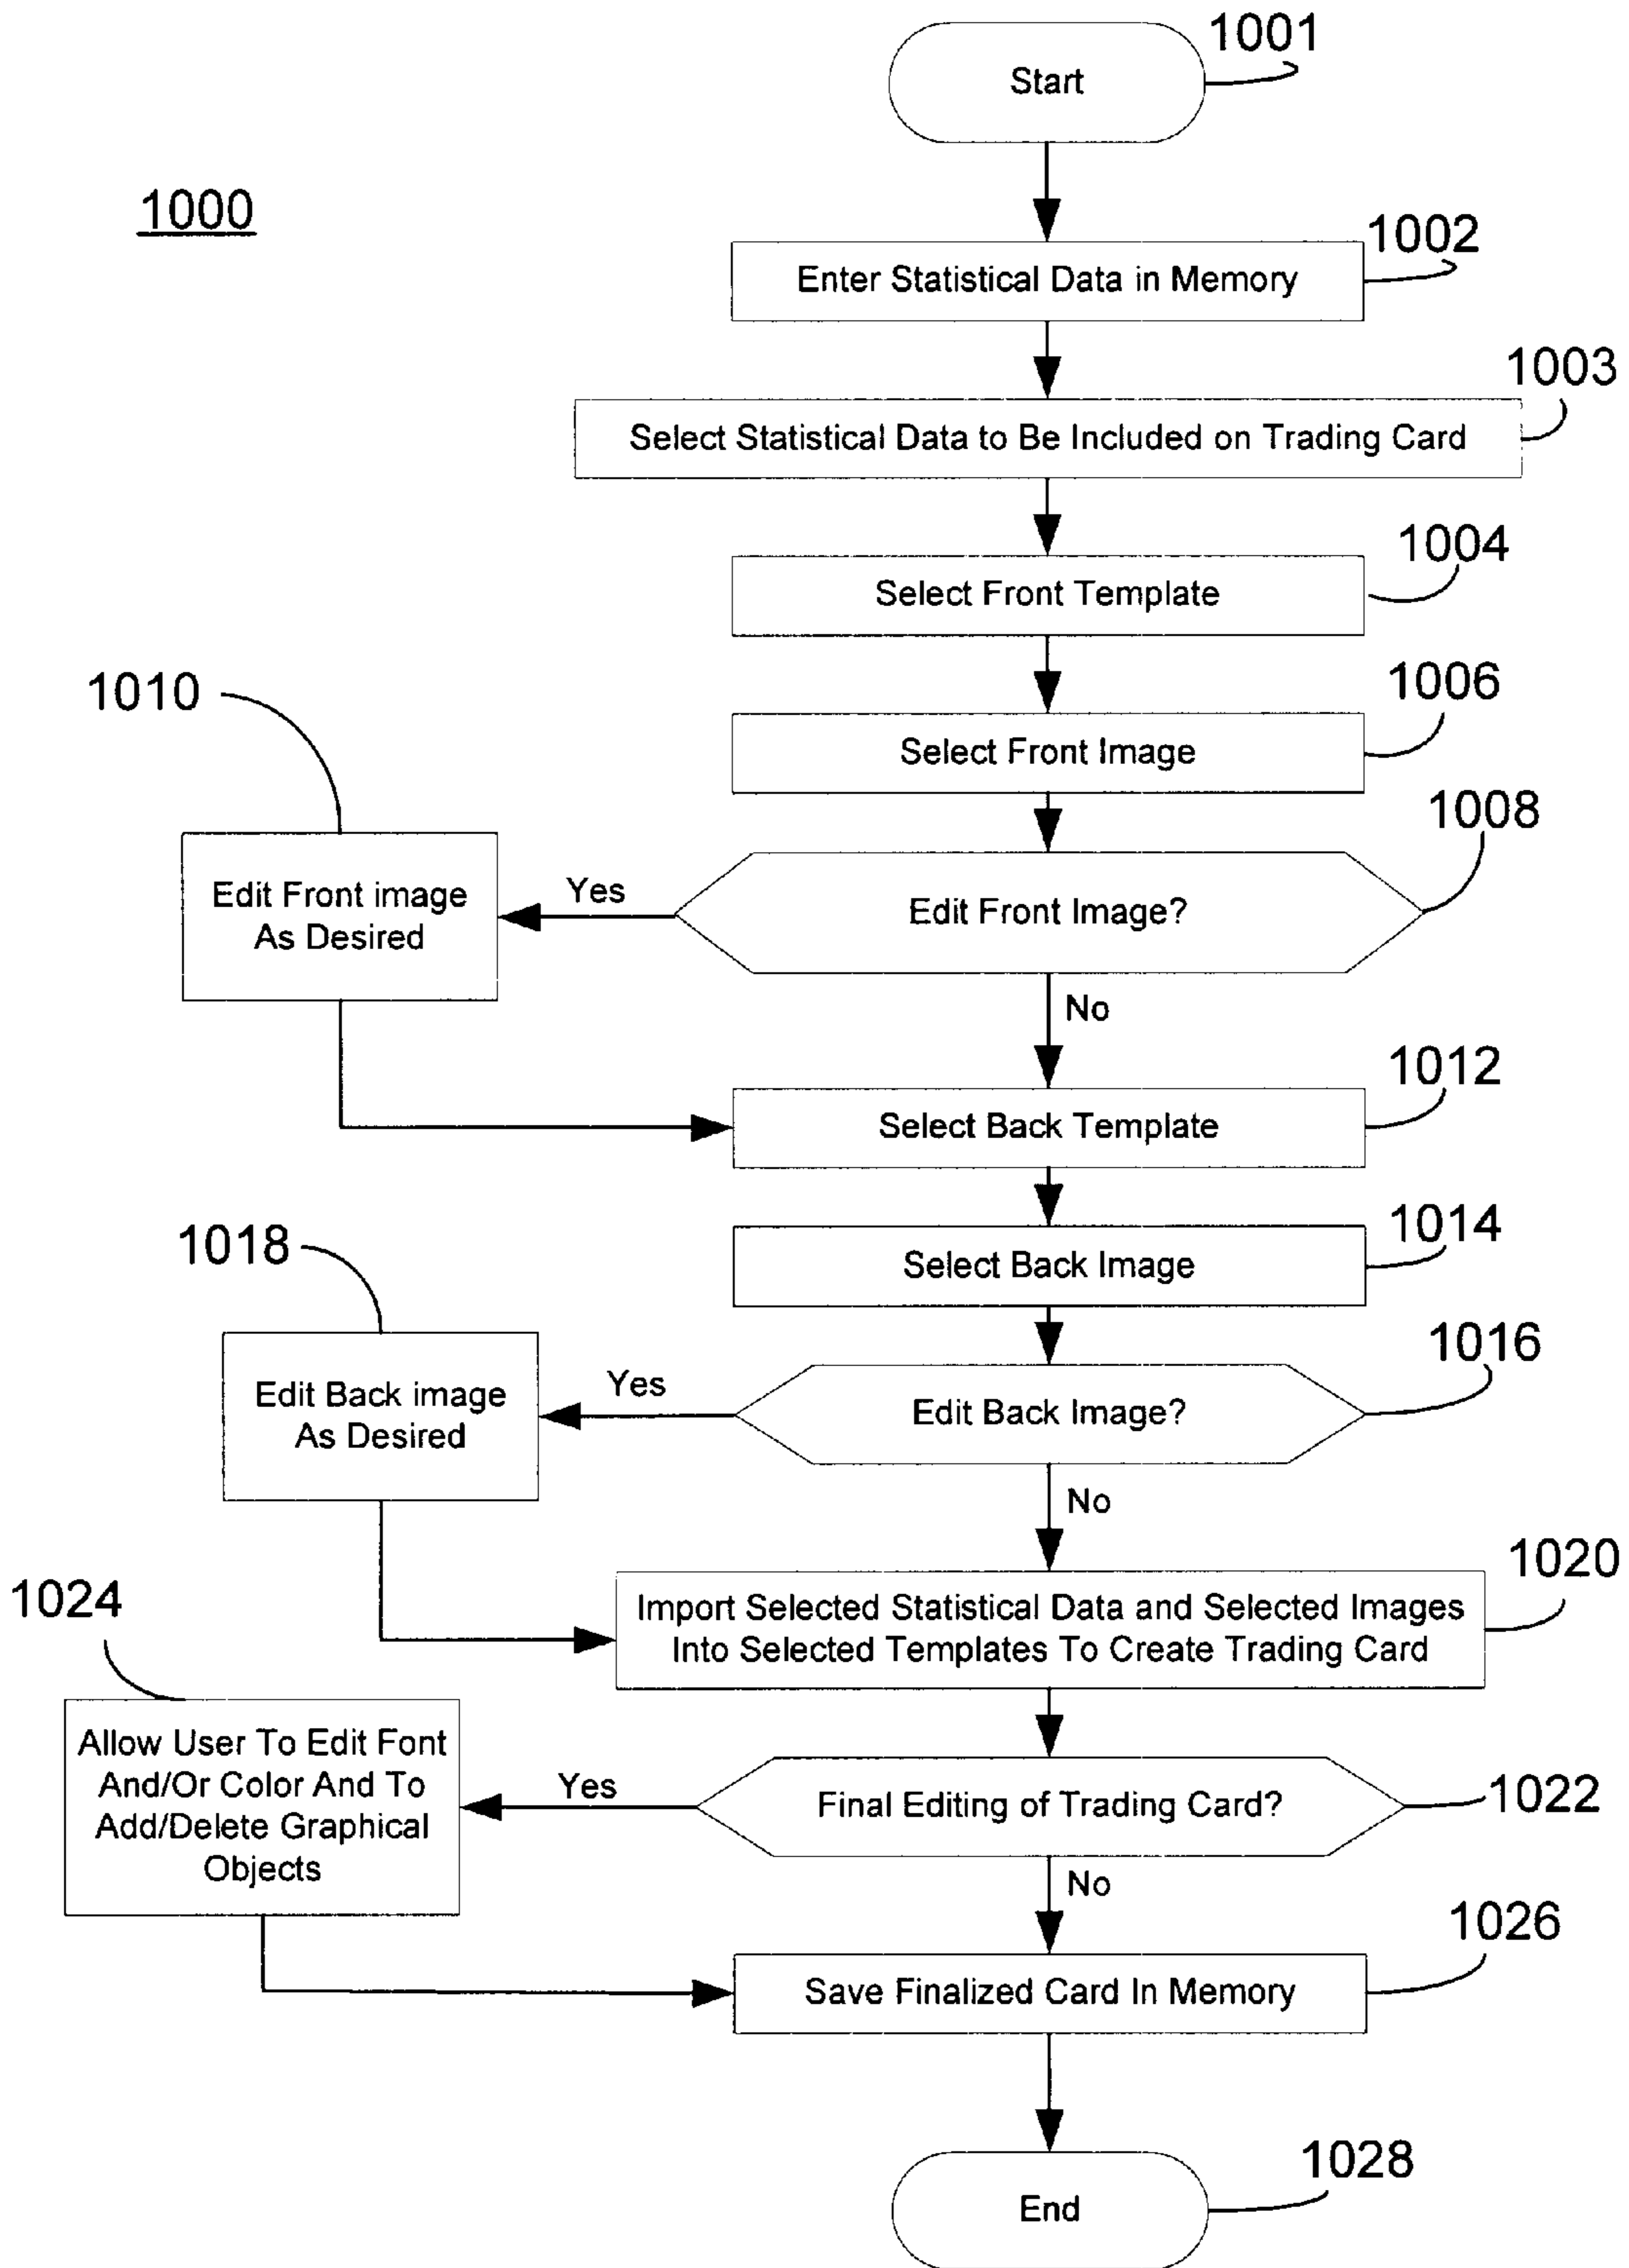 1001
Start
1000
1002
Enter Statistical Data in Memory
1003
Select Statistical Data to Be Included on Trading Card
1004
Select Front Template
1006
Select Front Image
1010
1008
Edit Front image
As Desired
Yes
Edit Front Image?
No
1012
Select Back Template
1014
Select Back Image
1018
1016
Edit Back image
As Desired
Yes
Edit Back Image?
No
1020
Import Selected Statistical Data and Selected Images
Into Selected Templates To Create Trading Card
1024
Allow User To Edit Font
And/Or Color And To
Add/Delete Graphical
Objects
Yes
Final Editing of Trading Card?
1022
No
1026
Save Finalized Card In Memory
1028
End